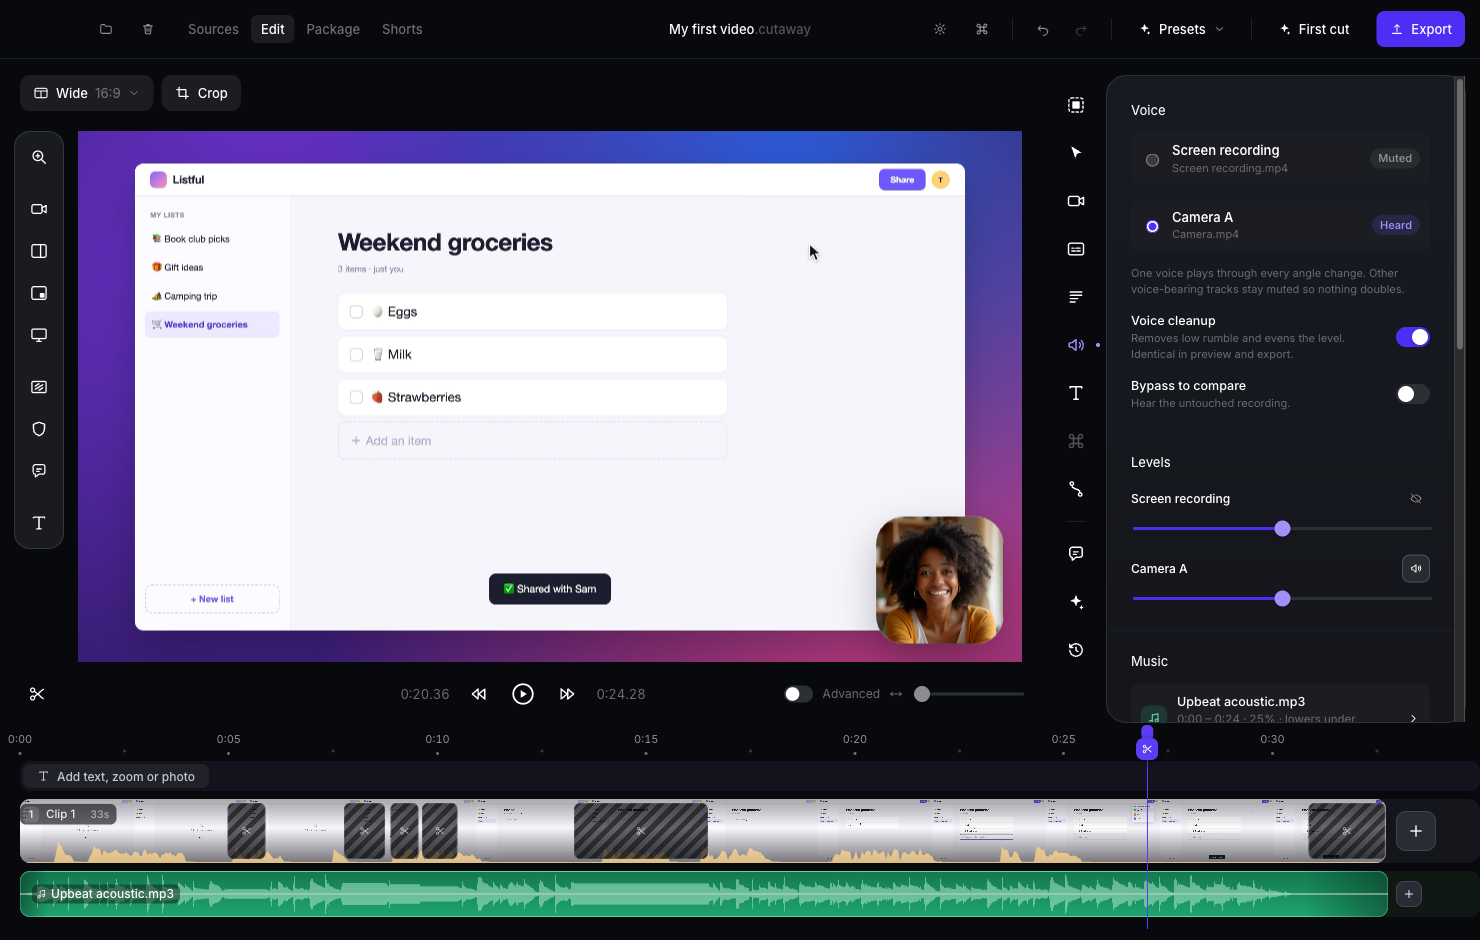 Sources
Edit
Package
Shorts
My first video.cutaway
Presets
First cut
Export
Wide 16:9
Crop
Listful
Share
T
MY LISTS
Book club picks
Gift ideas
Camping trip
Weekend groceries
+ New list
Weekend groceries
3 items · just you
Eggs
Milk
Strawberries
+ Add an item
✅ Shared with Sam
Voice
Screen recording
Screen recording.mp4
Muted
Camera A
Camera.mp4
Heard
One voice plays through every angle change. Other
voice-bearing tracks stay muted so nothing doubles.
Voice cleanup
Removes low rumble and evens the level.
Identical in preview and export.
Bypass to compare
Hear the untouched recording.
Levels
Screen recording
Camera A
Music
Upbeat acoustic.mp3
0:00 – 0:24 · 25% · lowers under
0:20.36
0:24.28
Advanced
0:00
0:05
0:10
0:15
0:20
0:25
0:30
T Add text, zoom or photo
1 Clip 1 33s
Upbeat acoustic.mp3